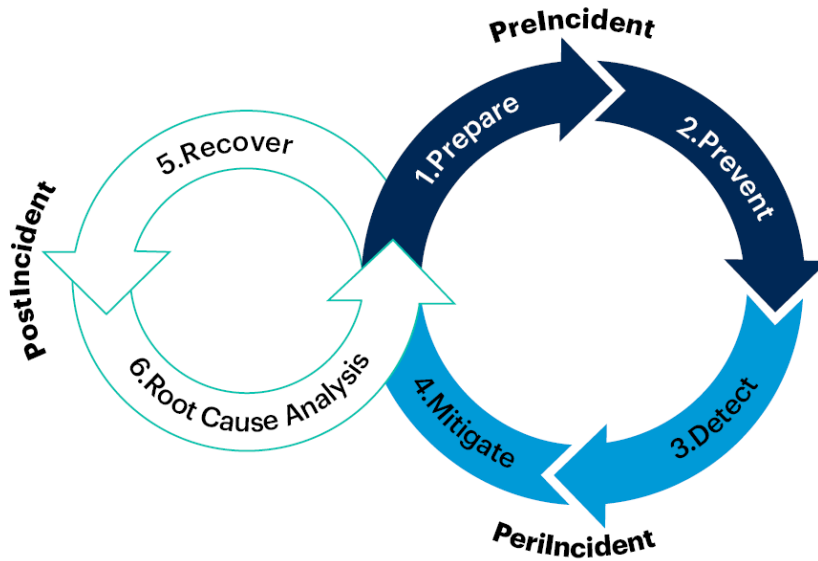 PreIncident
1.Prepare
2.Prevent
3.Detect
4.Mitigate
PeriIncident
5.Recover
6.Root Cause Analysis
PostIncident